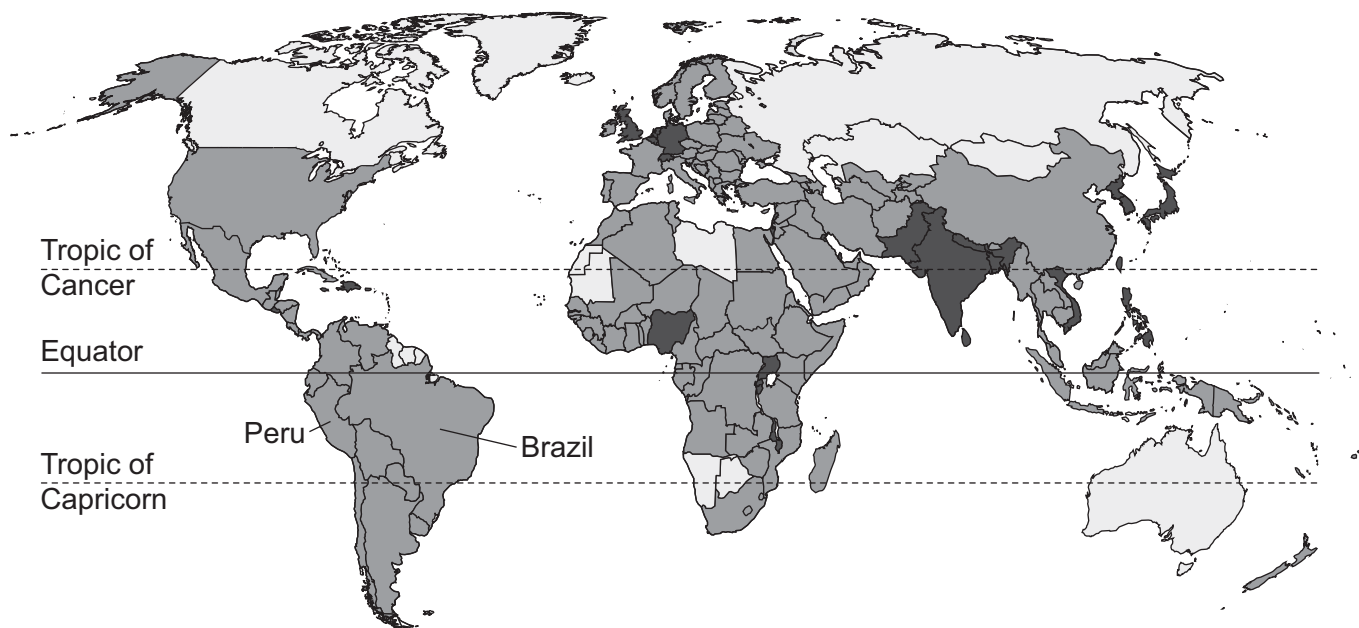 Tropic of
Cancer
Equator
Peru
Brazil
Tropic of
Capricorn